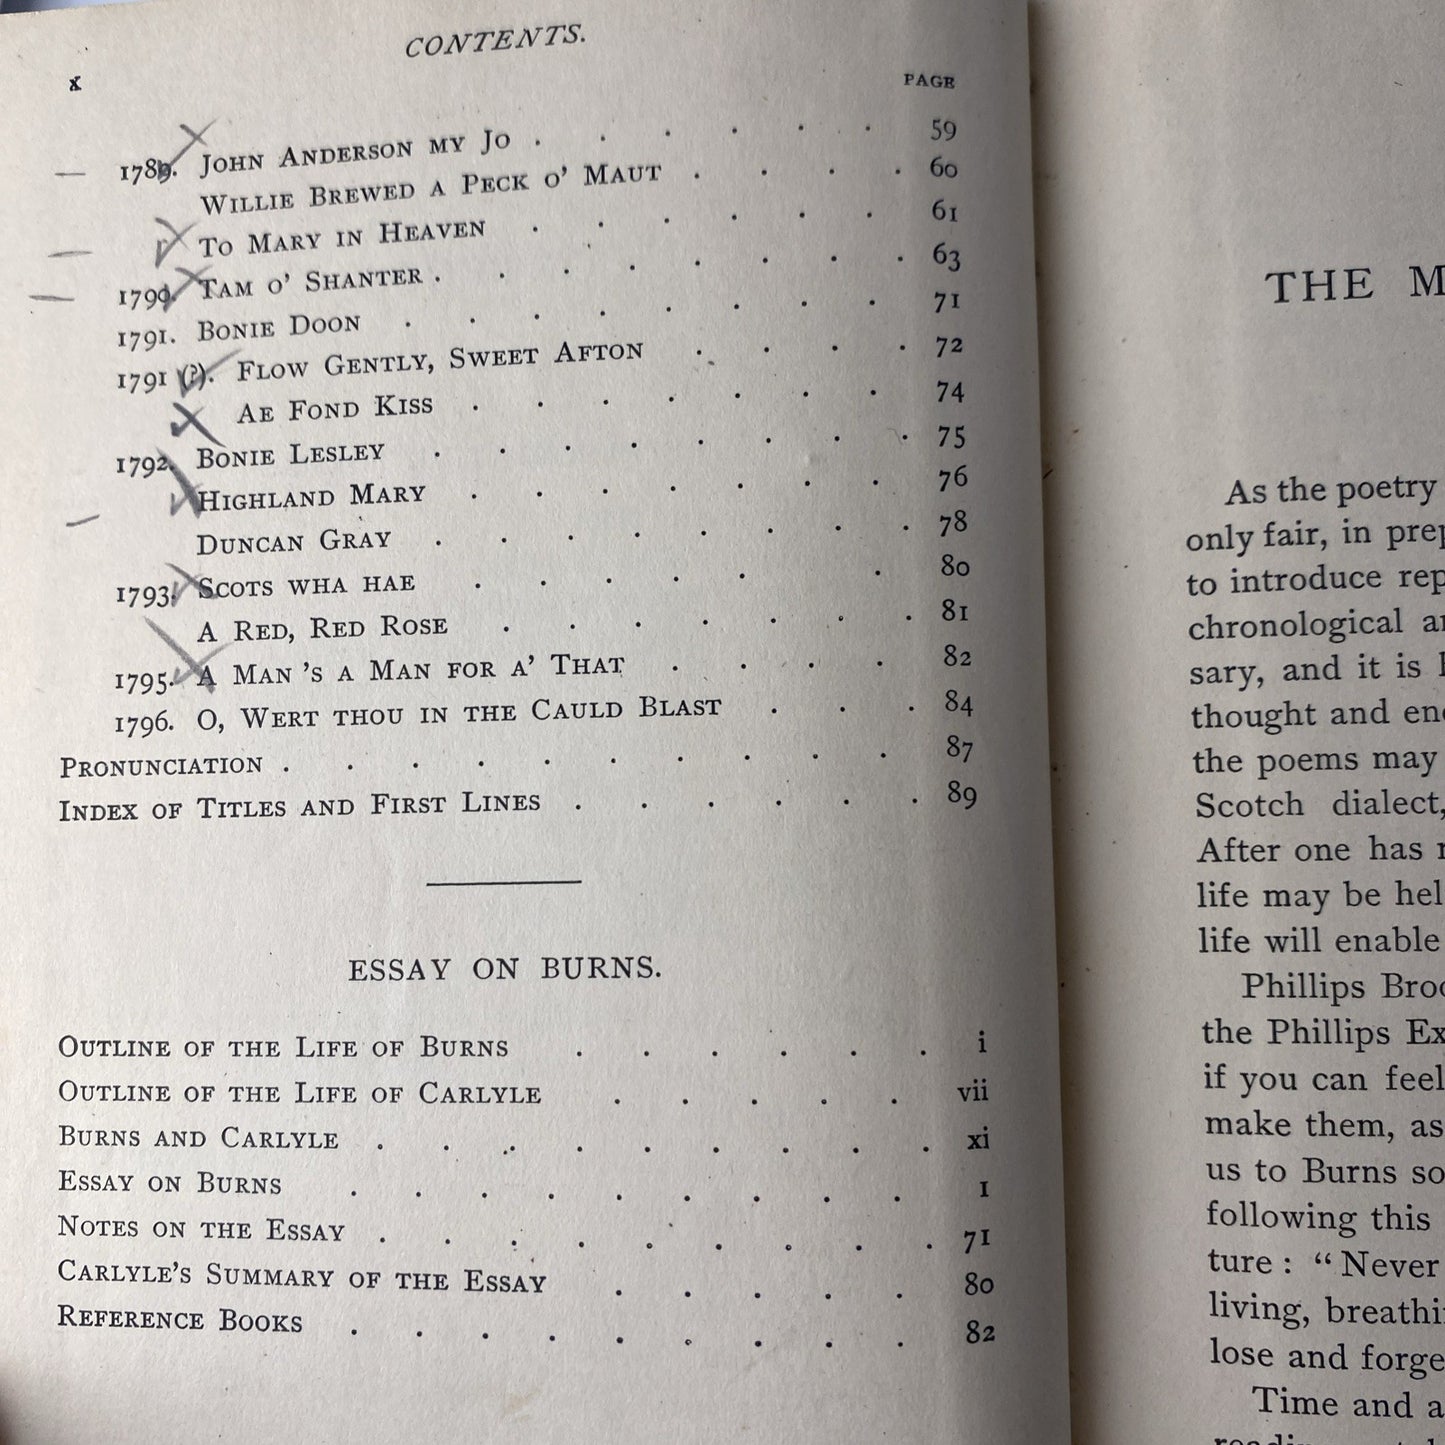 CONTENTS.
x
PAGE
1789. JOHN ANDERSON MY JO . . . . . . 59
WILLIE BREWED A PECK O' MAUT . . . . 60
TO MARY IN HEAVEN . . . . . . 61
1790. TAM O' SHANTER . . . . . . . . 63
1791. BONIE DOON . . . . . . . . 71
1791 (?). FLOW GENTLY, SWEET AFTON . . . . 72
AE FOND KISS . . . . . . . 74
1792. BONIE LESLEY . . . . . . . . 75
HIGHLAND MARY . . . . . . . 76
DUNCAN GRAY . . . . . . . . 78
1793. SCOTS WHA HAE . . . . . . 80
A RED, RED ROSE . . . . . . . 81
1795. A MAN 'S A MAN FOR A' THAT . . . . 82
1796. O, WERT THOU IN THE CAULD BLAST . . . 84
PRONUNCIATION . . . . . . . . . . 87
INDEX OF TITLES AND FIRST LINES . . . . . . 89
ESSAY ON BURNS.
OUTLINE OF THE LIFE OF BURNS . . . . . . i
OUTLINE OF THE LIFE OF CARLYLE . . . . . vii
BURNS AND CARLYLE . . . . . . . . . xi
ESSAY ON BURNS . . . . . . . . . 1
NOTES ON THE ESSAY . . . . . . . . . 71
CARLYLE'S SUMMARY OF THE ESSAY . . . . . 80
REFERENCE BOOKS . . . . . . . . . 82
THE M
As the poetry
only fair, in prep
to introduce rep
chronological a
sary, and it is
thought and en
the poems may
Scotch dialect,
After one has
life may be hel
life will enable
Phillips Broo
the Phillips Ex
if you can feel
make them, as
us to Burns so
following this
ture : "Never
living, breathi
lose and forge
Time and a